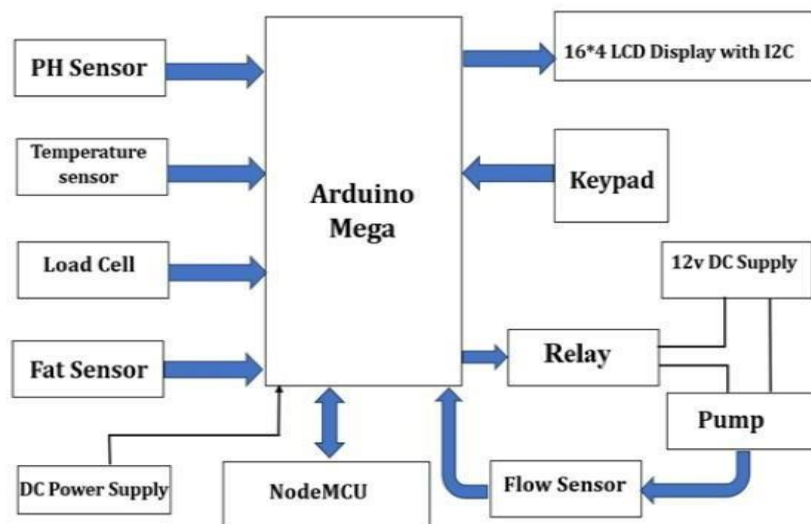 PH Sensor
16*4 LCD Display with I2C
Temperature
sensor
Arduino
Mega
Keypad
Load Cell
12v DC Supply
Fat Sensor
Relay
Pump
DC Power Supply
NodeMCU
Flow Sensor